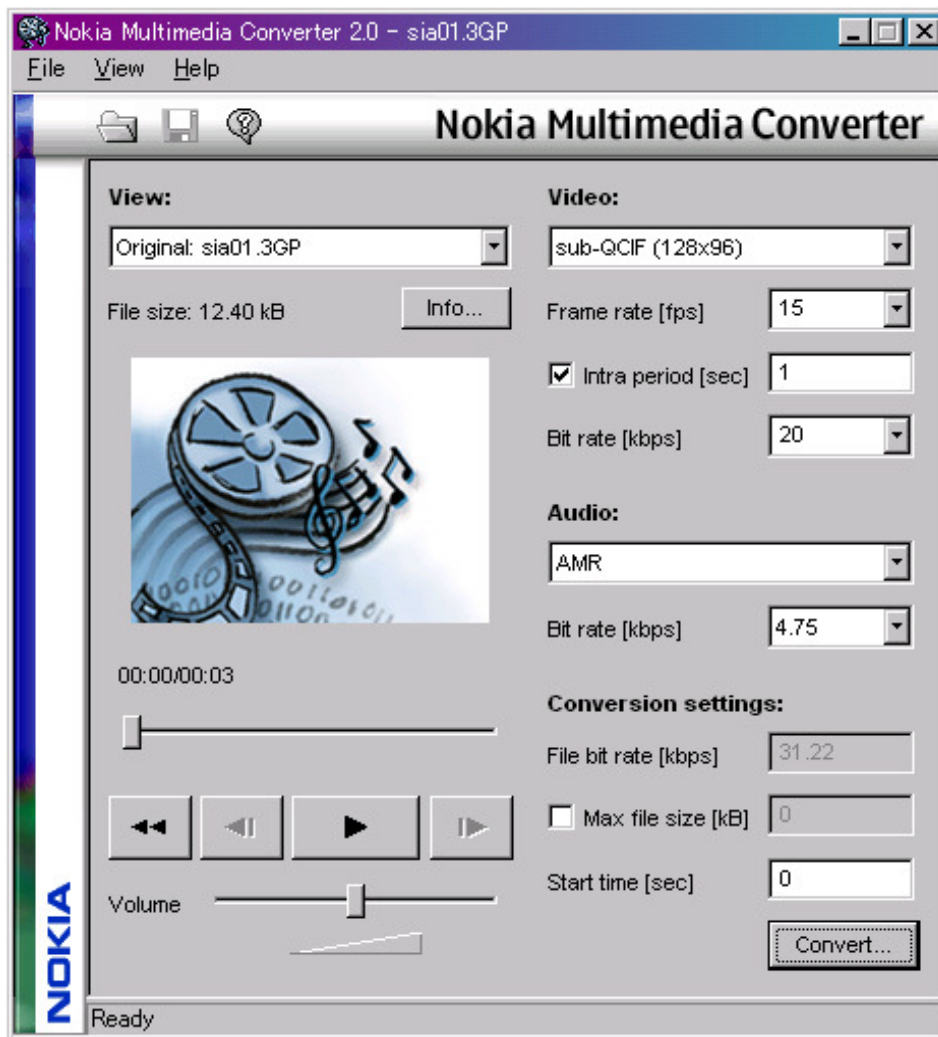 Nokia Multimedia Converter 2.0 - sia01.3GP
File View Help
Nokia Multimedia Converter
View:
Original: sia01.3GP
File size: 12.40 kB
Info...
00:00/00:03
Volume
Video:
sub-QCIF (128x96)
Frame rate [fps]
15
Intra period [sec]
1
Bit rate [kbps]
20
Audio:
AMR
Bit rate [kbps]
4.75
Conversion settings:
File bit rate [kbps]
31.22
Max file size [kB]
0
Start time [sec]
0
Convert...
NOKIA
Ready